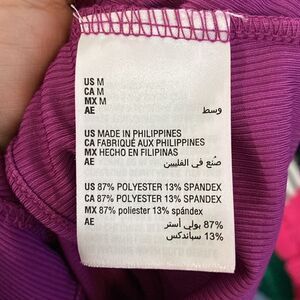 US M
CA M
MX M
AE وسط
US MADE IN PHILIPPINES
CA FABRIQUÉ AUX PHILIPPINES
MX HECHO EN FILIPINAS
AE صنع في الفلبين
US 87% POLYESTER 13% SPANDEX
CA 87% POLYESTER 13% SPANDEX
MX 87% poliester 13% spándex
AE 87% بولي أستر
13% سباندكس